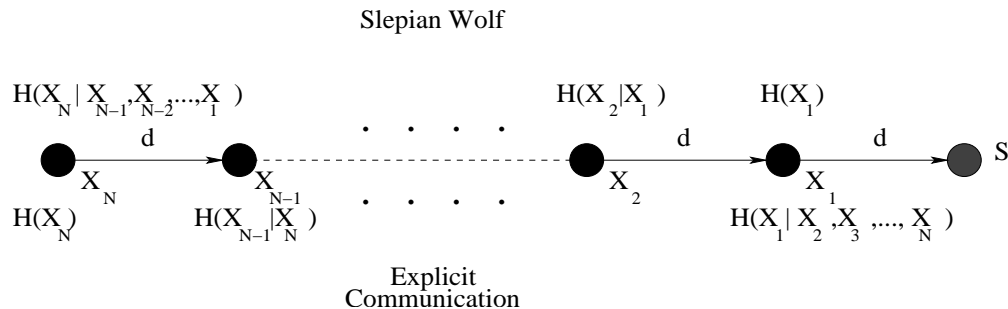 Slepian Wolf
H(X_N | X_{N–1},X_{N–2},...,X_1 ) H(X_2|X_1) H(X_1)
d d d S
X_N X_{N–1} X_2 X_1
H(X_N) H(X_{N–1}|X_N) H(X_1| X_2 ,X_3 ,..., X_N)
Explicit
Communication